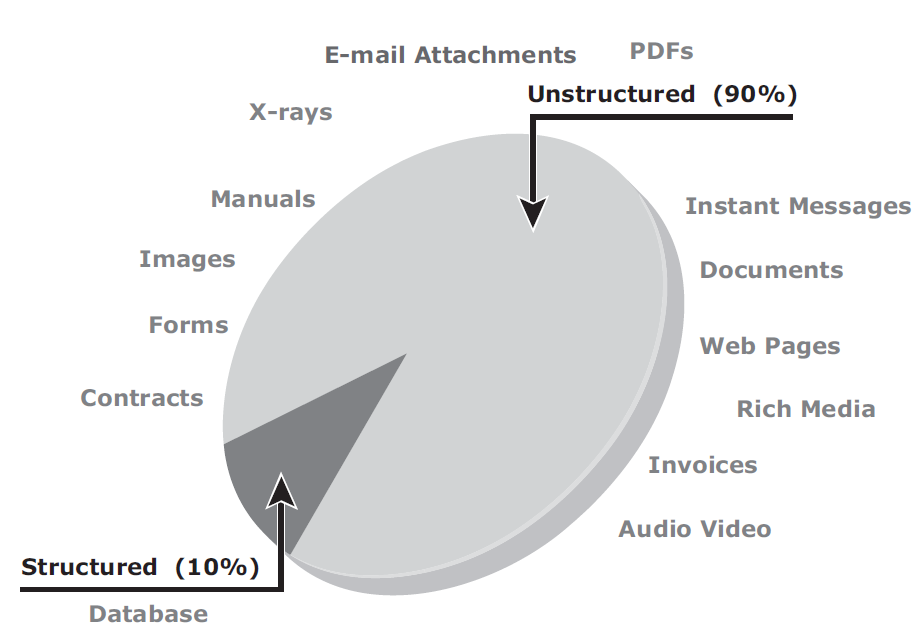 E-mail Attachments
PDFs
Unstructured (90%)
X-rays
Manuals
Instant Messages
Images
Documents
Forms
Web Pages
Contracts
Rich Media
Invoices
Audio Video
Structured (10%)
Database